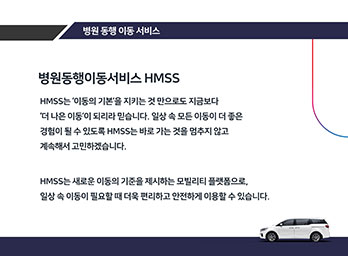 병원 동행 이동 서비스
병원동행이동서비스 HMSS
HMSS는 '이동의 기본'을 지키는 것 만으로도 지금보다
'더 나은 이동'이 되리라 믿습니다. 일상 속 모든 이동이 더 좋은
경험이 될 수 있도록 HMSS는 바로 가는 것을 멈추지 않고
계속해서 고민하겠습니다.
HMSS는 새로운 이동의 기준을 제시하는 모빌리티 플랫폼으로,
일상 속 이동이 필요할 때 더욱 편리하고 안전하게 이용할 수 있습니다.